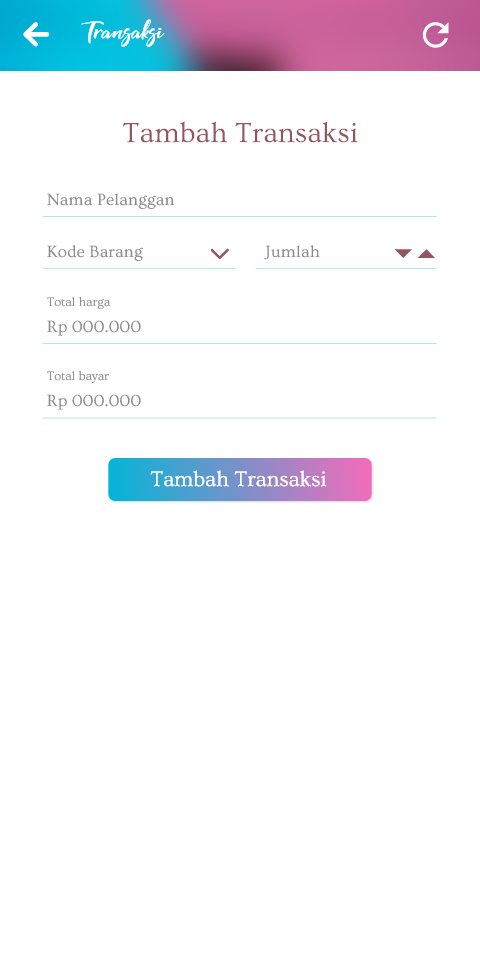 Transaksi
Tambah Transaksi
Nama Pelanggan
Kode Barang
Jumlah
Total harga
Rp 000.000
Total bayar
Rp 000.000
Tambah Transaksi